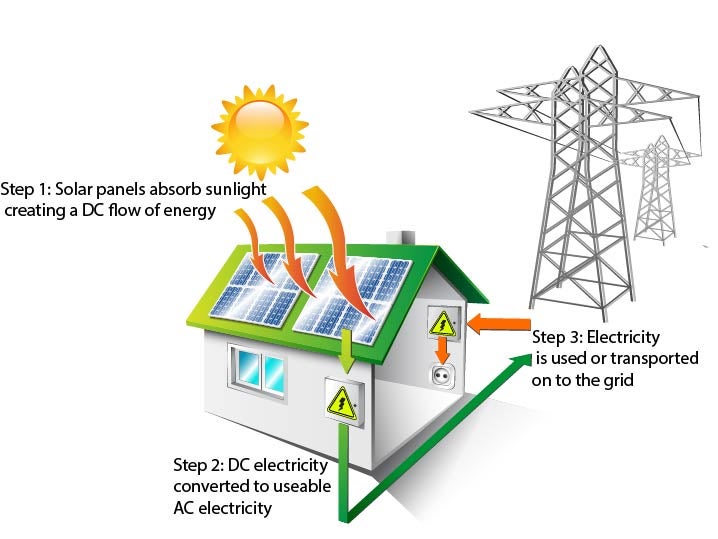 Step 1: Solar panels absorb sunlight
creating a DC flow of energy
Step 2: DC electricity
converted to useable
AC electricity
Step 3: Electricity
is used or transported
on to the grid